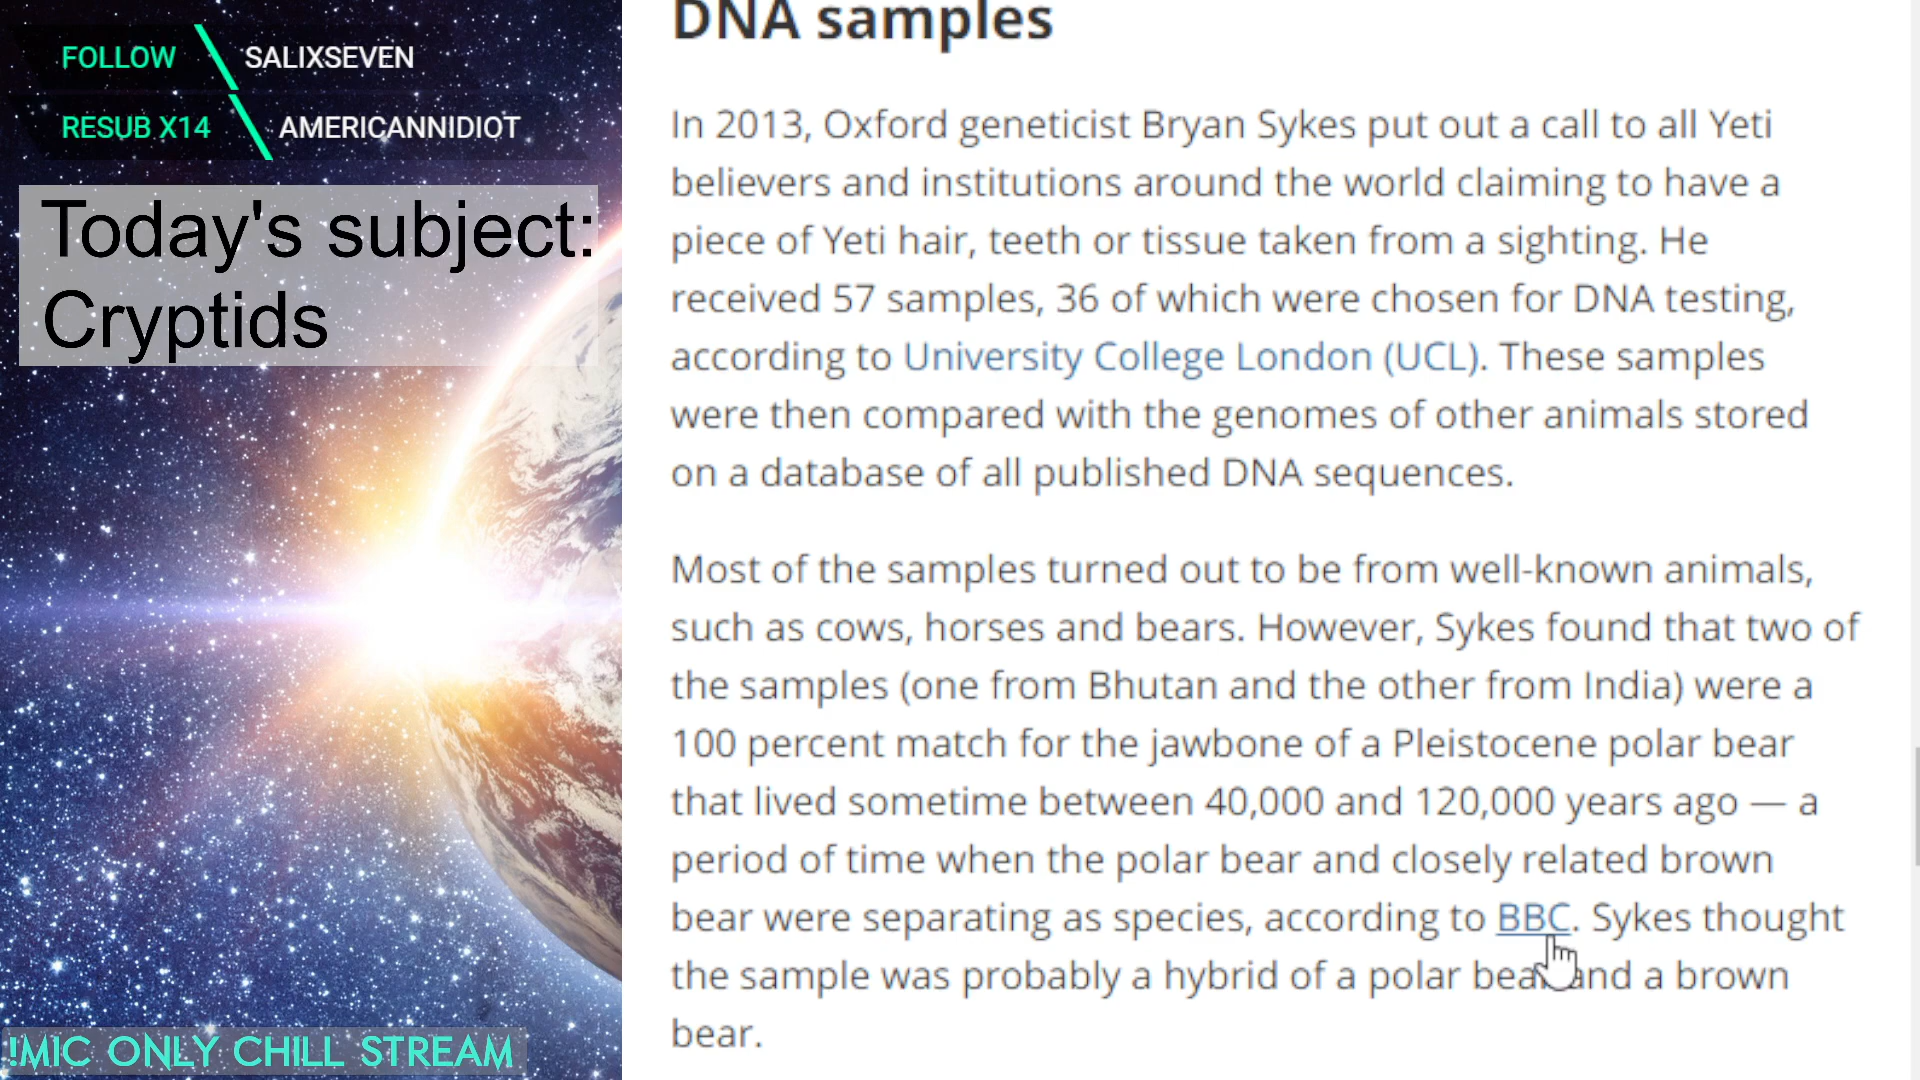 FOLLOW SALIXSEVEN
RESUB X14 AMERICANNIDIOT
Today's subject:
Cryptids
!MIC ONLY CHILL STREAM
DNA samples
In 2013, Oxford geneticist Bryan Sykes put out a call to all Yeti
believers and institutions around the world claiming to have a
piece of Yeti hair, teeth or tissue taken from a sighting. He
received 57 samples, 36 of which were chosen for DNA testing,
according to University College London (UCL). These samples
were then compared with the genomes of other animals stored
on a database of all published DNA sequences.
Most of the samples turned out to be from well-known animals,
such as cows, horses and bears. However, Sykes found that two of
the samples (one from Bhutan and the other from India) were a
100 percent match for the jawbone of a Pleistocene polar bear
that lived sometime between 40,000 and 120,000 years ago — a
period of time when the polar bear and closely related brown
bear were separating as species, according to BBC. Sykes thought
the sample was probably a hybrid of a polar bear and a brown
bear.